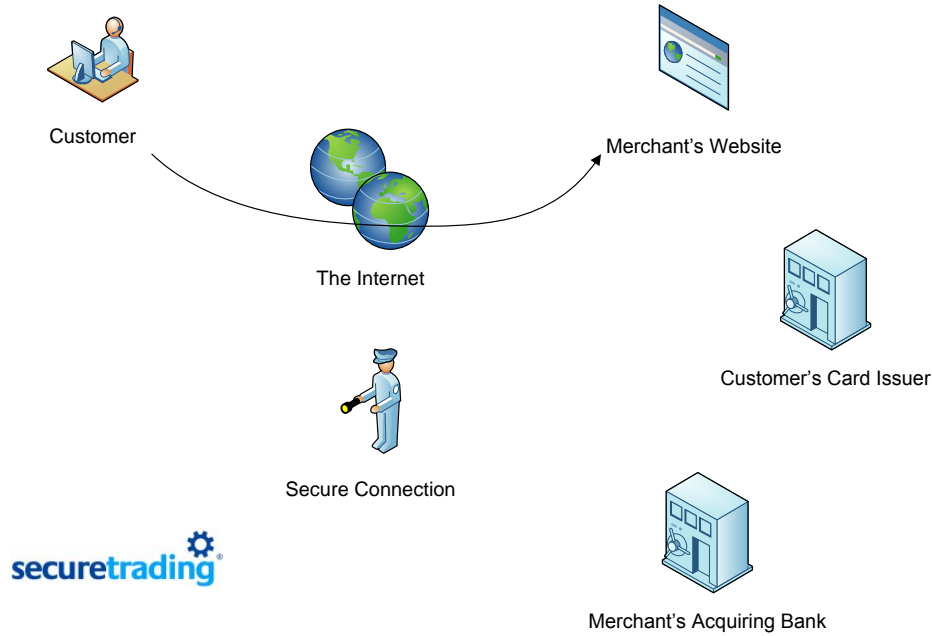 Customer
Merchant's Website
The Internet
Customer's Card Issuer
Secure Connection
securetrading®
Merchant's Acquiring Bank